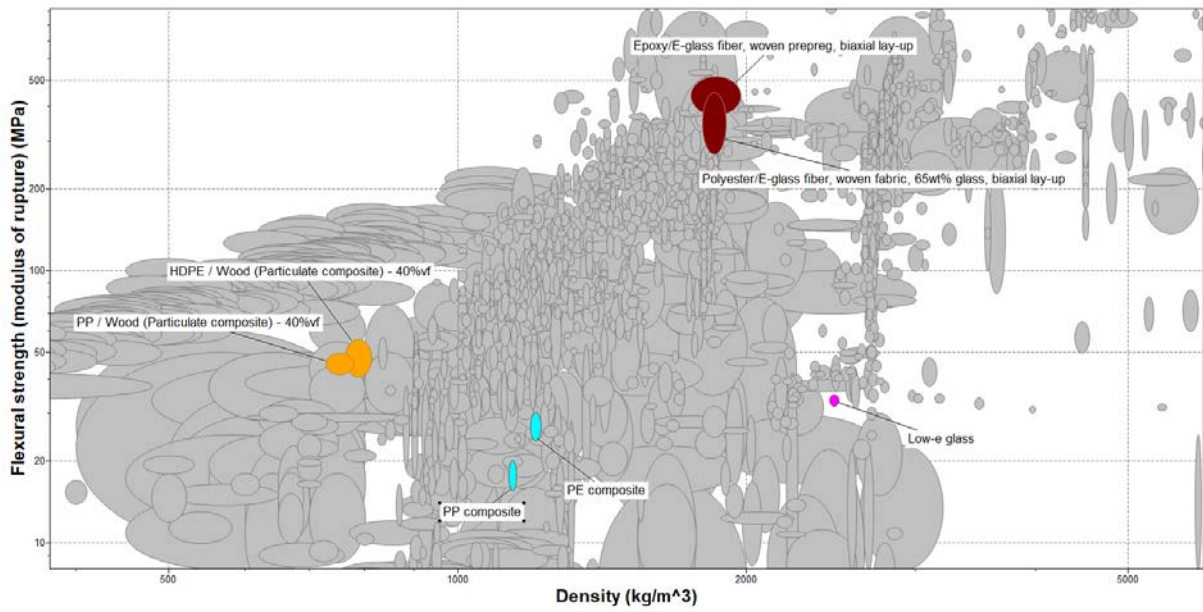 Epoxy/E-glass fiber, woven prepreg, biaxial lay-up
500
Polyester/E-glass fiber, woven fabric, 65wt% glass, biaxial lay-up
200
HDPE / Wood (Particulate composite) - 40%vf
100
PP / Wood (Particulate composite) - 40%vf
50
Low-e glass
PE composite
20
PP composite
10
Flexural strength (modulus of rupture) (MPa)
500
1000
2000
5000
Density (kg/m^3)